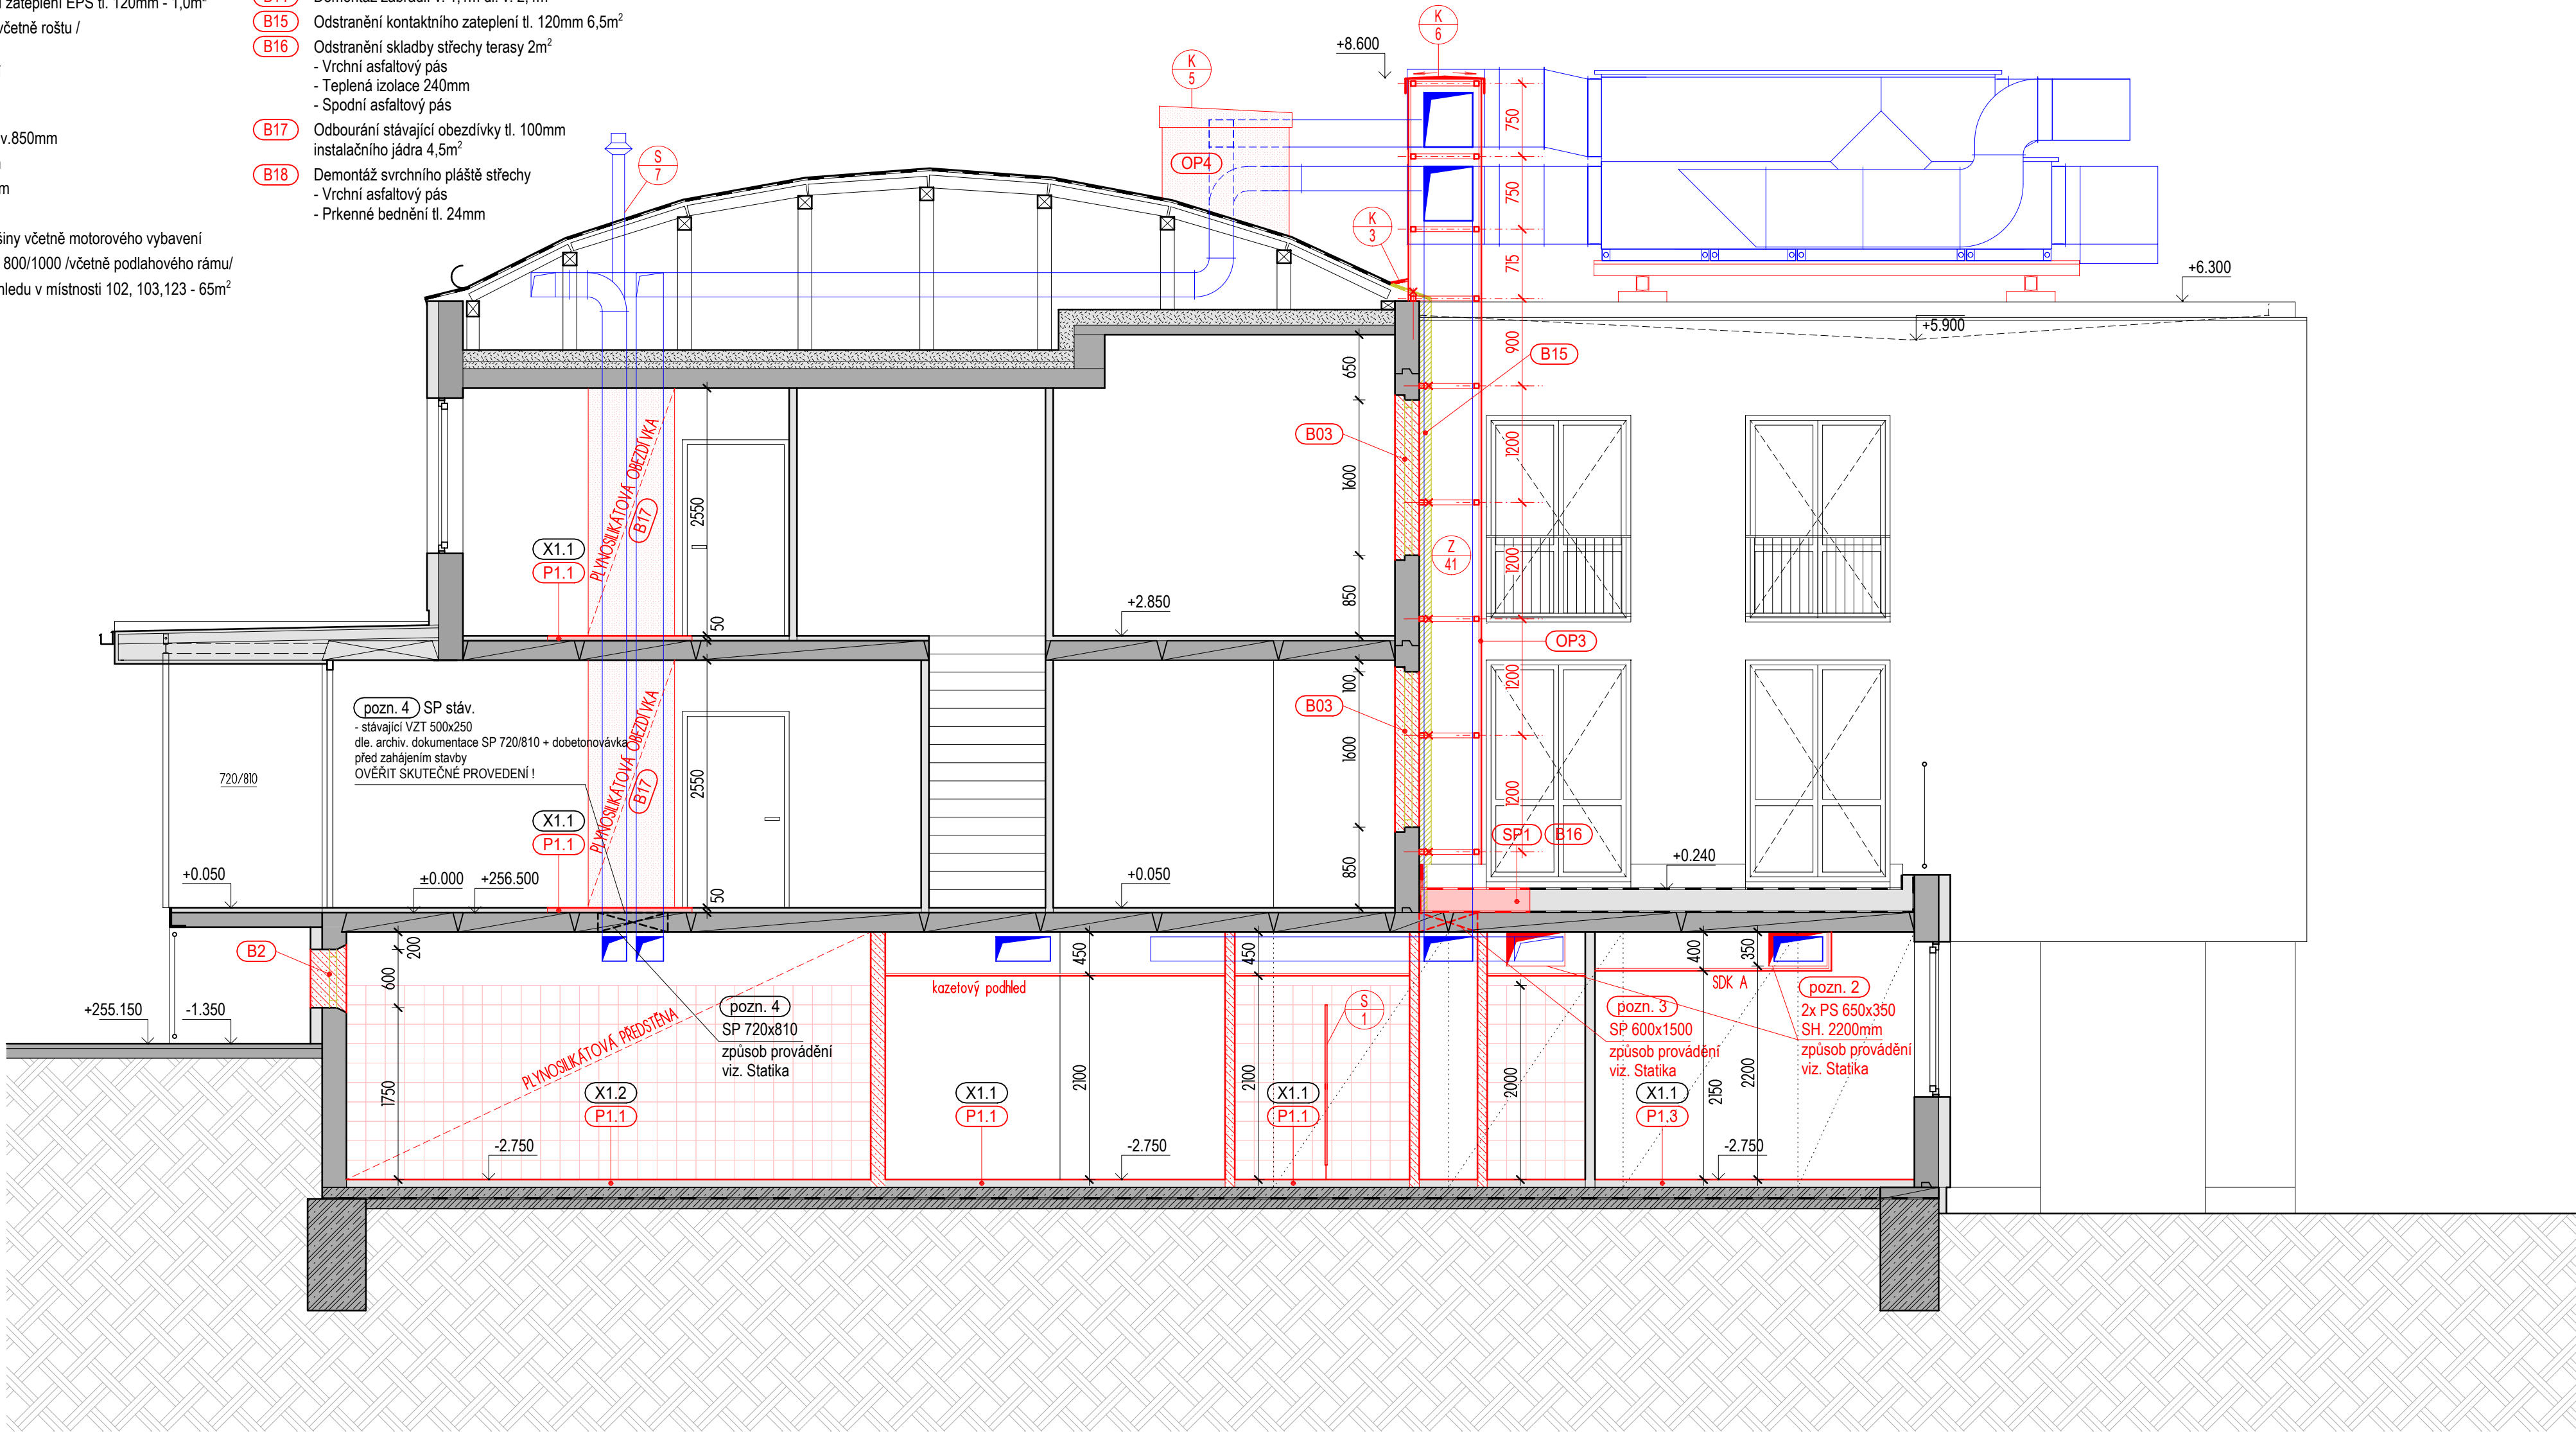 zateplení EPS tl. 120mm - 1,0m²
včetně roštu /
v.850mm
šiny včetně motorového vybavení
800/1000 /včetně podlahového rámu/
hledu v místnosti 102, 103,123 - 65m²
B15 Odstranění kontaktního zateplení tl. 120mm 6,5m²
B16 Odstranění skladby střechy terasy 2m²
- Vrchní asfaltový pás
- Teplená izolace 240mm
- Spodní asfaltový pás
B17 Odbourání stávající obezdívky tl. 100mm
instalačního jádra 4,5m²
B18 Demontáž svrchního pláště střechy
- Vrchní asfaltový pás
- Prkenné bednění tl. 24mm
K
6
+8.600
K
5
S
7
OP4
K
3
750
750
715
900
1200
1200
1200
1200
+6.300
+5.900
B15
650
B03
1600
850
PLYNOSILIKÁTOVÁ OBEZDÍVKA
B17
2550
50
X1.1
P1.1
+2.850
Z
41
OP3
100
B03
1600
850
pozn. 4 SP stáv.
- stávající VZT 500x250
dle. archiv. dokumentace SP 720/810 + dobetonovávka
před zahájením stavby
OVĚŘIT SKUTEČNÉ PROVEDENÍ !
720/810
PLYNOSILIKÁTOVÁ OBEZDÍVKA
B17
2550
50
X1.1
P1.1
SP1 B16
+0.240
+0.050
±0.000
+256.500
+0.050
B2
200
600
1750
+255.150
-1.350
PLYNOSILIKÁTOVÁ PŘEDSTĚNA
pozn. 4
SP 720x810
způsob provádění
viz. Statika
X1.2
P1.1
-2.750
450
kazetový podhled
2100
X1.1
P1.1
-2.750
450
2100
S
1
X1.1
P1.1
2000
400
350
SDK A
pozn. 3
SP 600x1500
způsob provádění
viz. Statika
pozn. 2
2x PS 650x350
SH. 2200mm
způsob provádění
viz. Statika
X1.1
P1.3
2150
2200
-2.750